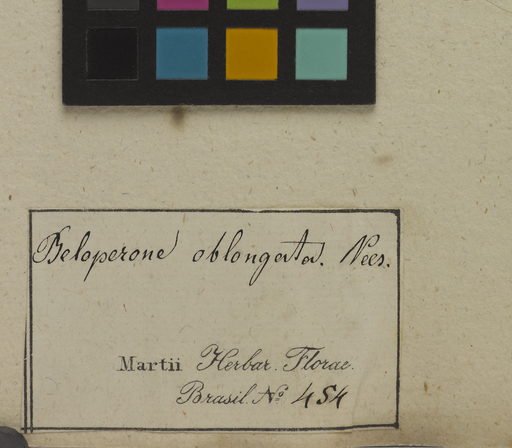 Beloperone oblongata. Nees.
Martii Herbar. Florae.
Brasil. No. 454